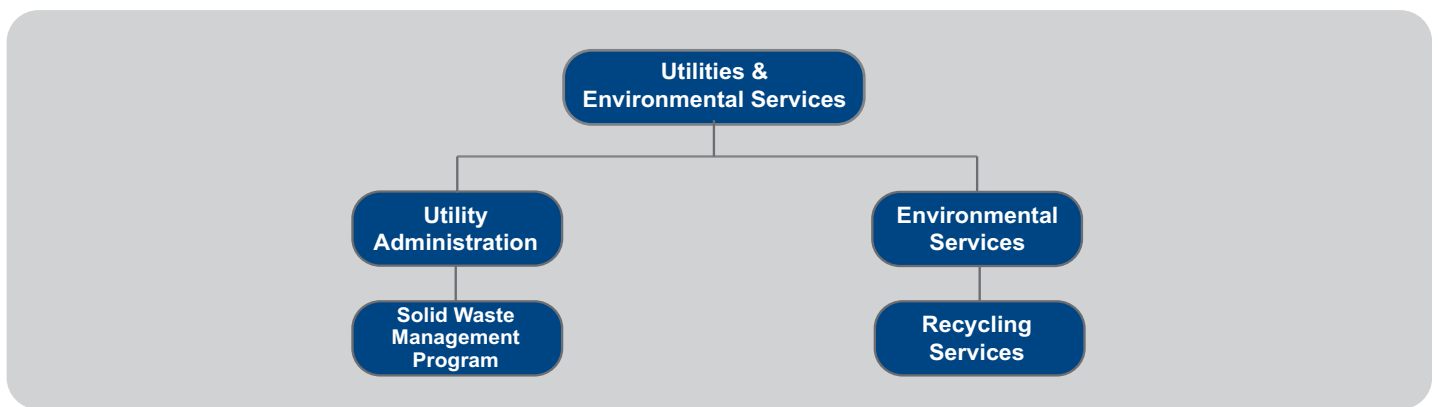 Utilities &
Environmental Services
Utility
Administration
Environmental
Services
Solid Waste
Management
Program
Recycling
Services